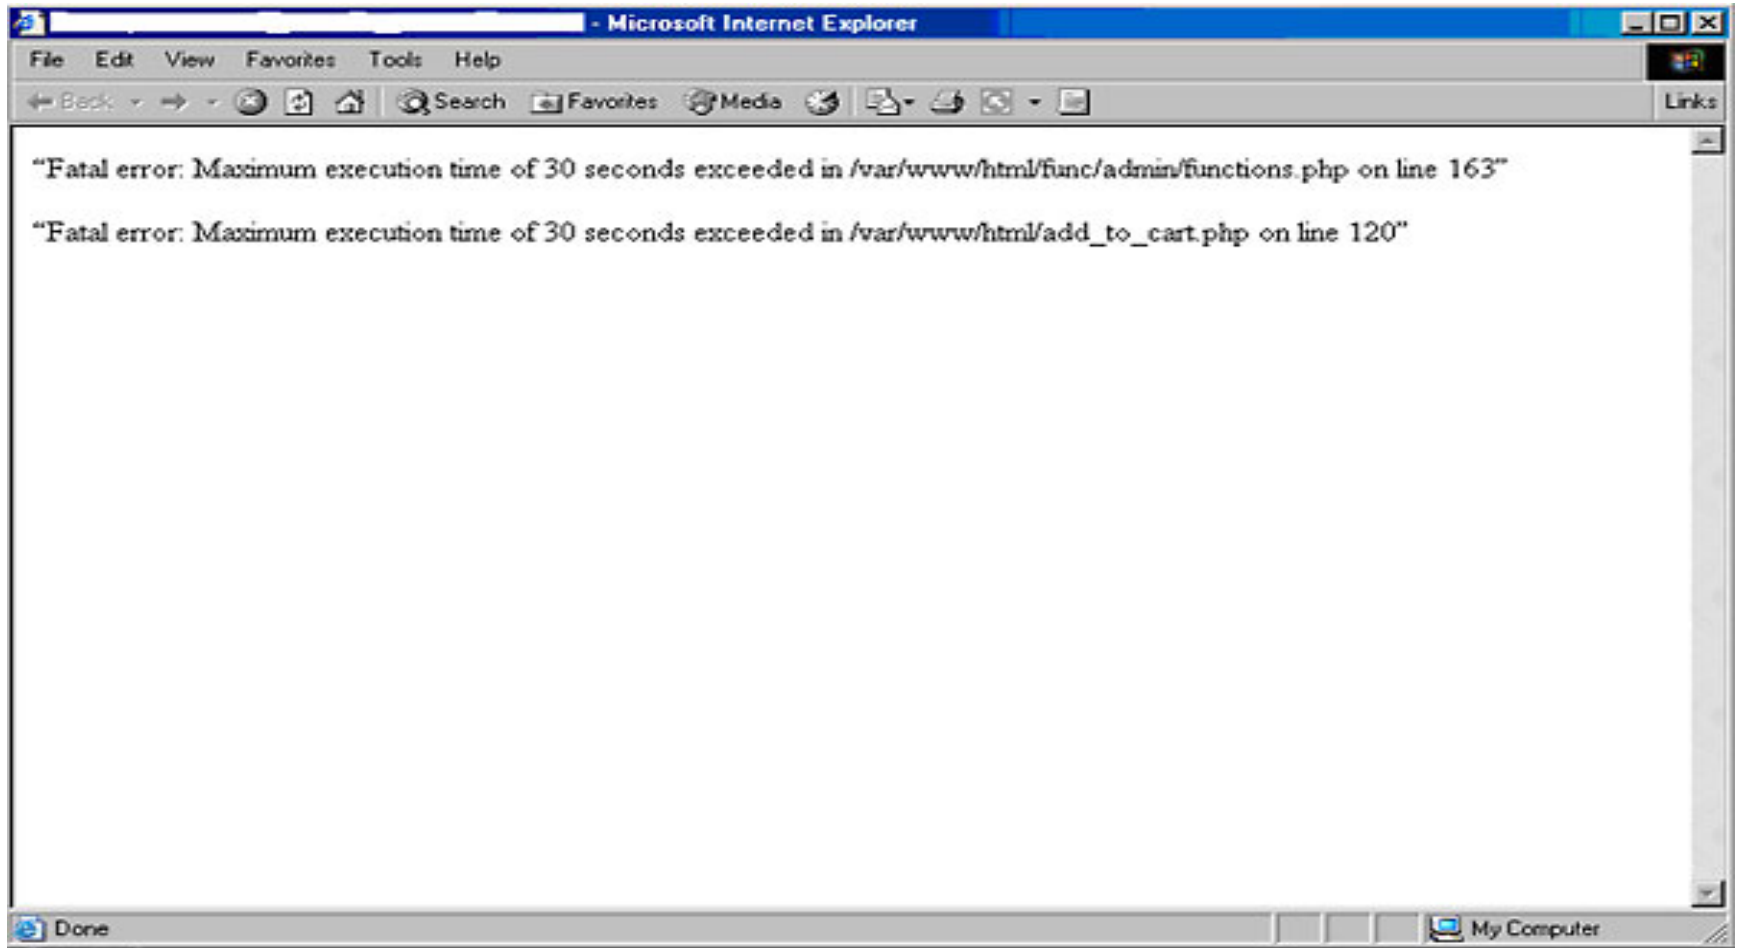 - Microsoft Internet Explorer
File Edit View Favorites Tools Help
Back Search Favorites Media Links
“Fatal error: Maximum execution time of 30 seconds exceeded in /var/www/html/func/admin/functions.php on line 163”
“Fatal error: Maximum execution time of 30 seconds exceeded in /var/www/html/add_to_cart.php on line 120”
Done My Computer